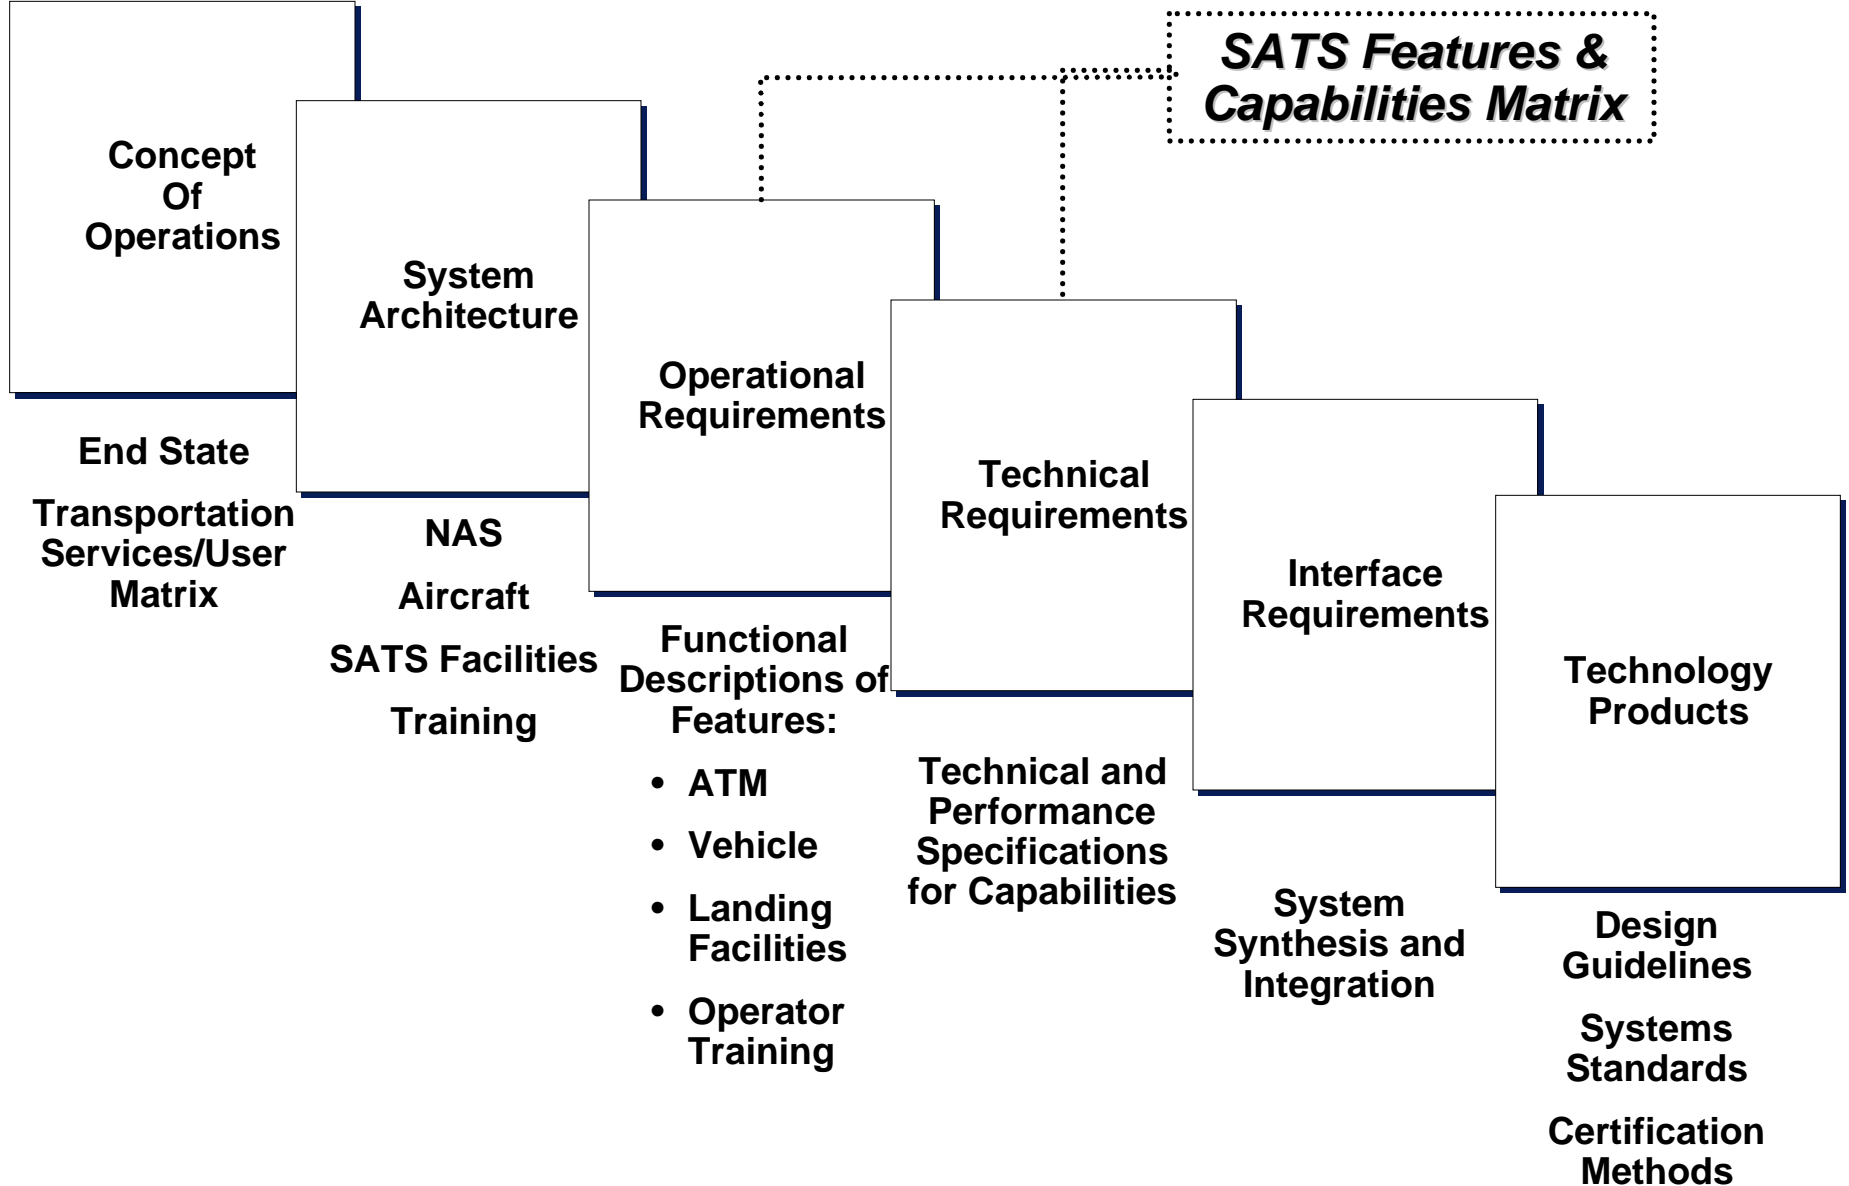 SATS Features &
Capabilities Matrix
Concept
Of
Operations
End State
Transportation
Services/User
Matrix
System
Architecture
NAS
Aircraft
SATS Facilities
Training
Operational
Requirements
Functional
Descriptions of
Features:
• ATM
• Vehicle
• Landing
Facilities
• Operator
Training
Technical
Requirements
Technical and
Performance
Specifications
for Capabilities
Interface
Requirements
System
Synthesis and
Integration
Technology
Products
Design
Guidelines
Systems
Standards
Certification
Methods